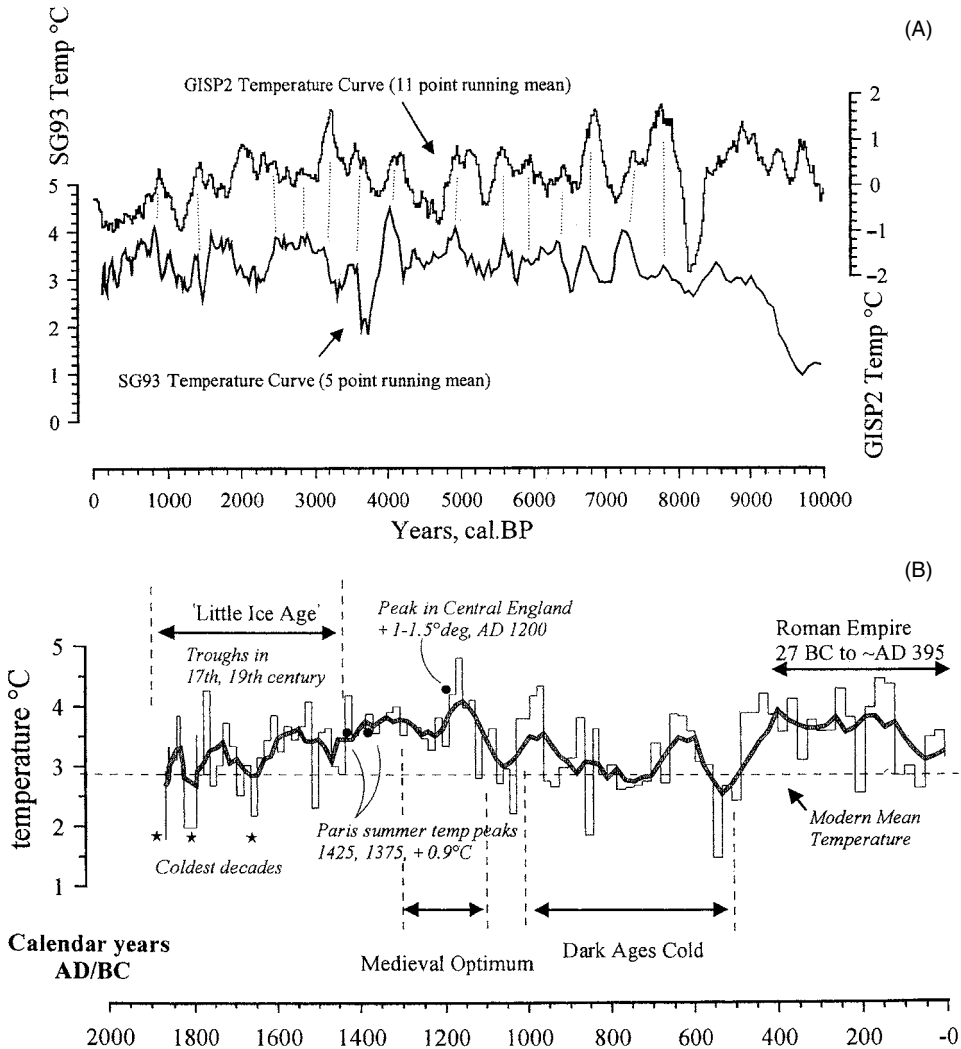 (A)
SG93 Temp °C
GISP2 Temperature Curve (11 point running mean)
2
1
0
−1
−2
GISP2 Temp °C
5
4
3
2
1
0
SG93 Temperature Curve (5 point running mean)
0 1000 2000 3000 4000 5000 6000 7000 8000 9000 10000
Years, cal.BP
(B)
'Little Ice Age'
Troughs in
17th, 19th century
Peak in Central England
+ 1-1.5°deg, AD 1200
Roman Empire
27 BC to ~AD 395
temperature °C
5
4
3
2
1
Coldest decades
Paris summer temp peaks
1425, 1375, + 0.9°C
Modern Mean
Temperature
Medieval Optimum
Dark Ages Cold
Calendar years
AD/BC
2000 1800 1600 1400 1200 1000 800 600 400 200 -0